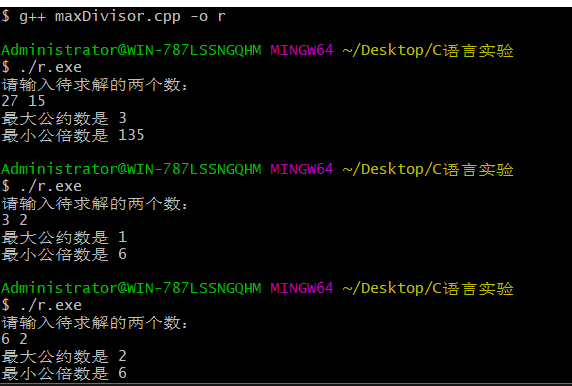 $ g++ maxDivisor.cpp -o r
Administrator@WIN-787LSSNGQHM MINGW64 ~/Desktop/C语言实验
$ ./r.exe
请输入待求解的两个数：
27 15
最大公约数是 3
最小公倍数是 135
Administrator@WIN-787LSSNGQHM MINGW64 ~/Desktop/C语言实验
$ ./r.exe
请输入待求解的两个数：
3 2
最大公约数是 1
最小公倍数是 6
Administrator@WIN-787LSSNGQHM MINGW64 ~/Desktop/C语言实验
$ ./r.exe
请输入待求解的两个数：
6 2
最大公约数是 2
最小公倍数是 6